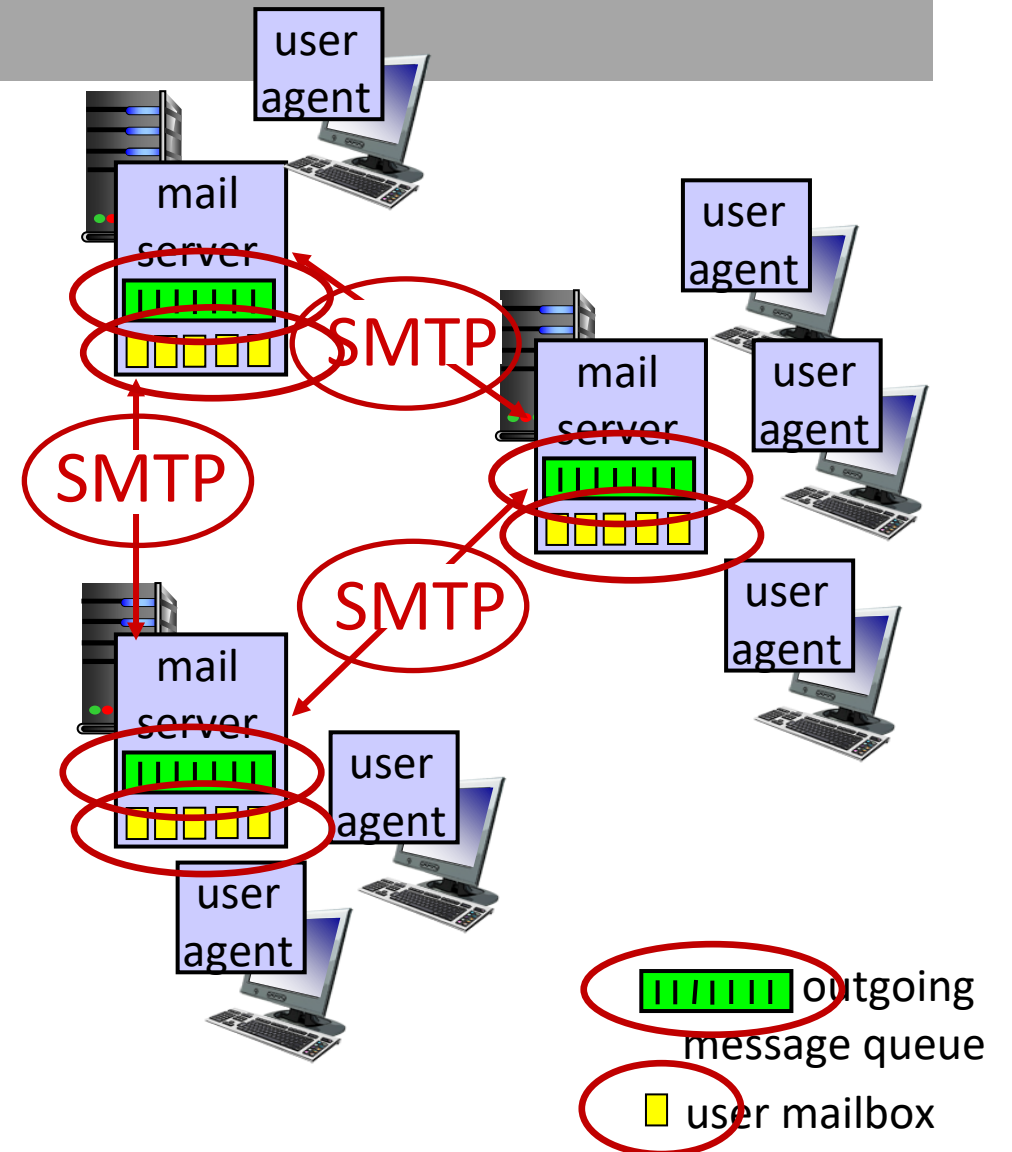 user
agent
mail
server
user
agent
SMTP
mail
server
user
agent
SMTP
SMTP
user
agent
mail
server
user
agent
user
agent
outgoing
message queue
user mailbox